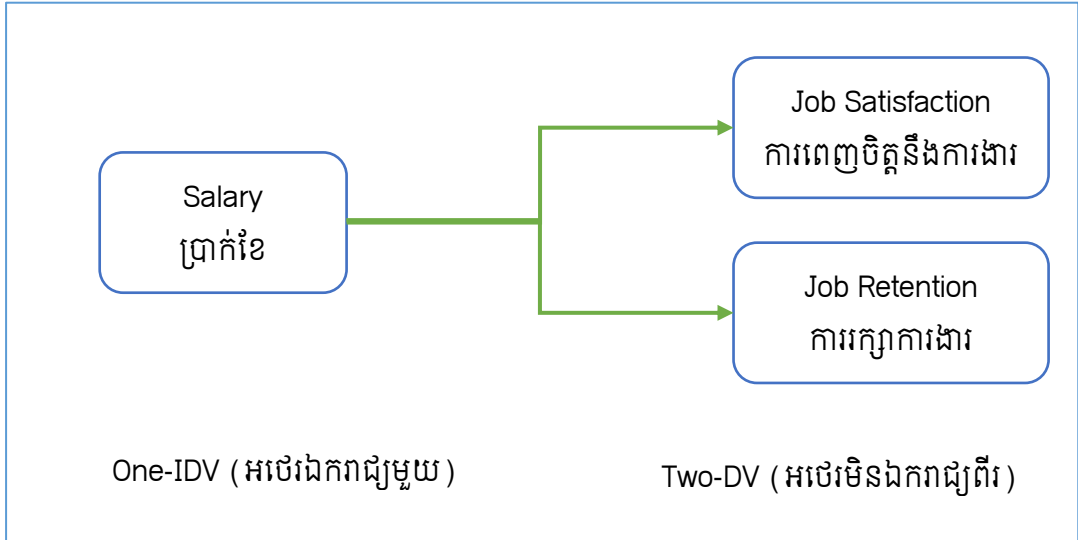 Salary
ប្រាក់ខែ
Job Satisfaction
ការពេញចិត្តនឹងការងារ
Job Retention
ការរក្សាការងារ
One-IDV (អថេរឯករាជ្យមួយ)
Two-DV (អថេរមិនឯករាជ្យពីរ)